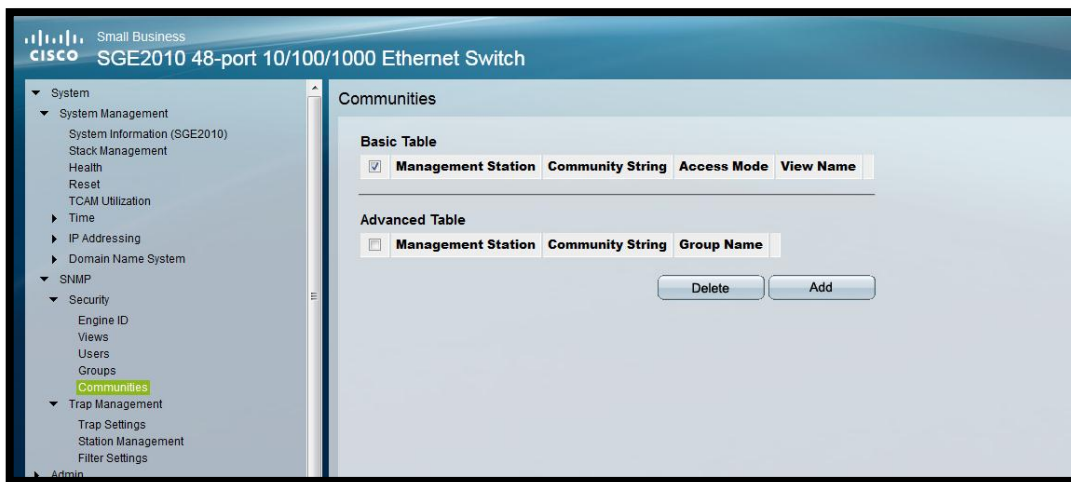 Small Business
CISCO SGE2010 48-port 10/100/1000 Ethernet Switch
System
System Management
System Information (SGE2010)
Stack Management
Health
Reset
TCAM Utilization
Time
IP Addressing
Domain Name System
SNMP
Security
Engine ID
Views
Users
Groups
Communities
Trap Management
Trap Settings
Station Management
Filter Settings
Admin
Communities
Basic Table
Management Station Community String Access Mode View Name
Advanced Table
Management Station Community String Group Name
Delete Add